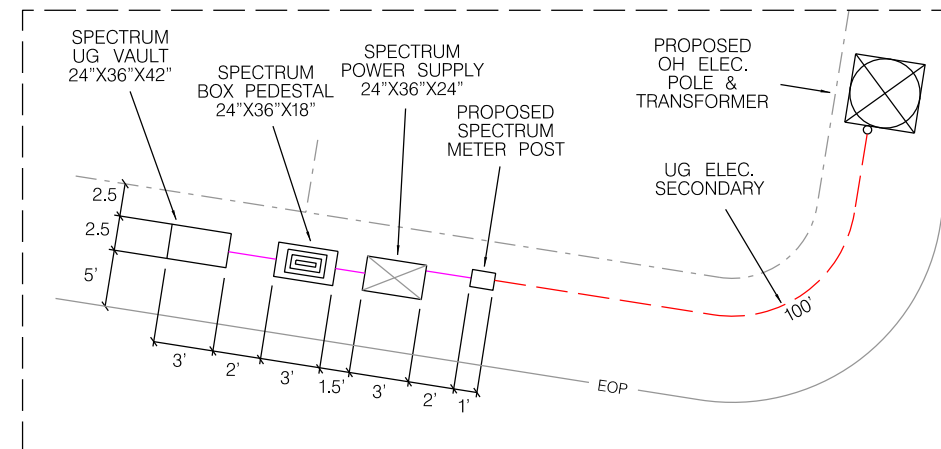 SPECTRUM
UG VAULT
24"X36"X42"
SPECTRUM
BOX PEDESTAL
24"X36"X18"
SPECTRUM
POWER SUPPLY
24"X36"X24"
PROPOSED
SPECTRUM
METER POST
PROPOSED
OH ELEC.
POLE &
TRANSFORMER
UG ELEC.
SECONDARY
2.5
2.5
5'
100'
3'
2'
3'
1.5'
3'
2'
1'
EOP